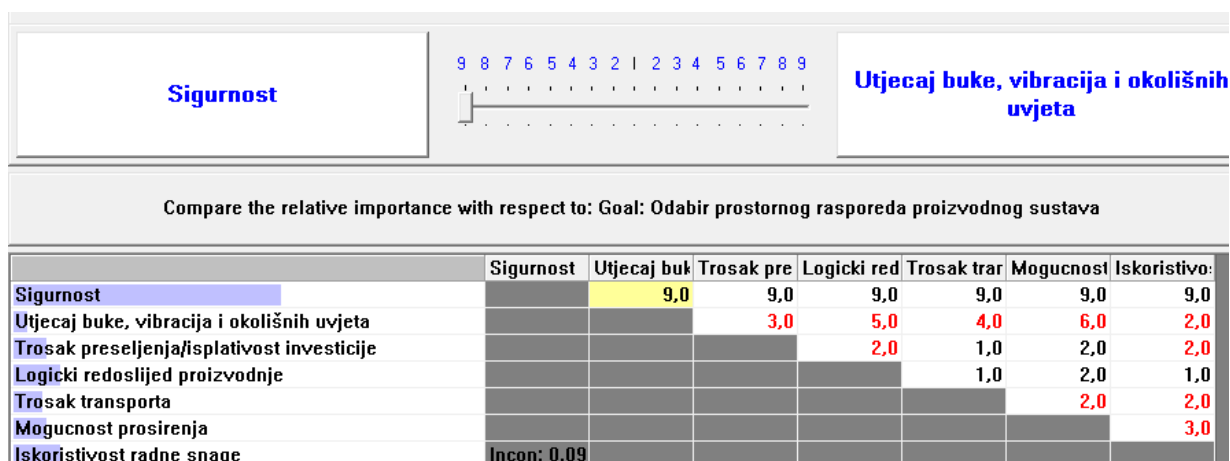 Sigurnost
9 8 7 6 5 4 3 2 1 2 3 4 5 6 7 8 9
Utjecaj buke, vibracija i okolišnih
uvjeta
Compare the relative importance with respect to: Goal: Odabir prostornog rasporeda proizvodnog sustava
Sigurnost Utjecaj buk Trosak pre Logicki red Trosak tran Mogucnost Iskoristivo
Sigurnost 9,0 9,0 9,0 9,0 9,0 9,0
Utjecaj buke, vibracija i okolišnih uvjeta 3,0 5,0 4,0 6,0 2,0
Trosak preseljenja/isplativost investicije 2,0 1,0 2,0 2,0
Logicki redoslijed proizvodnje 1,0 2,0 1,0
Trosak transporta 2,0 2,0
Mogucnost prosirenja 3,0
Iskoristivost radne snage Incon: 0,09